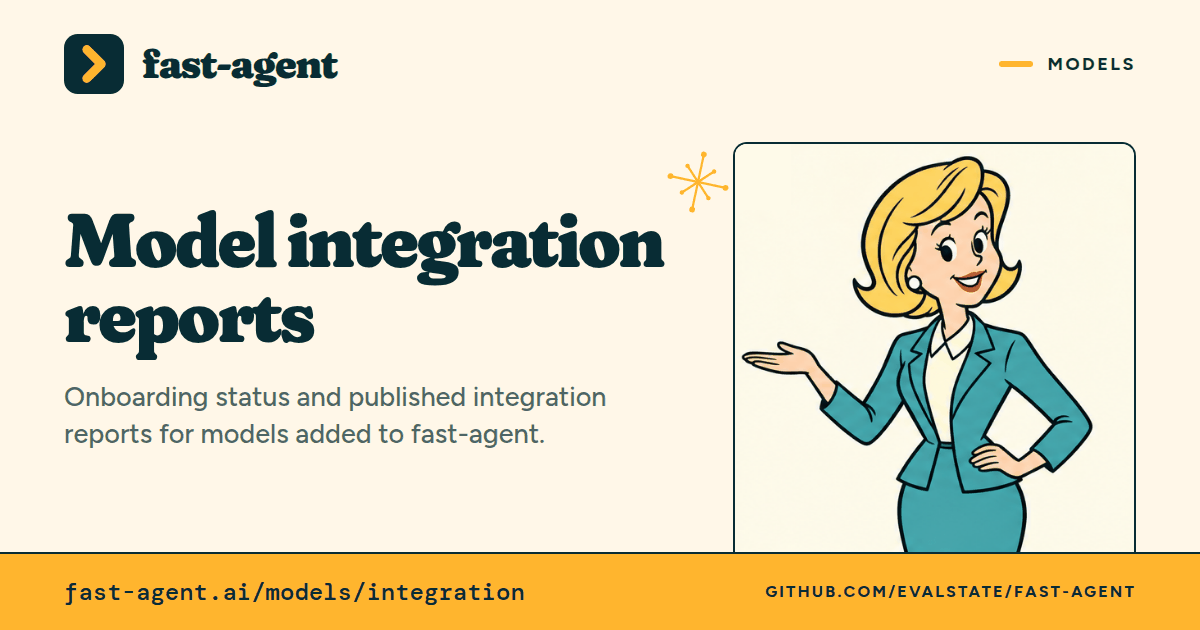 fast-agent
MODELS
Model integration
reports
Onboarding status and published integration
reports for models added to fast-agent.
fast-agent.ai/models/integration
GITHUB.COM/EVALSTATE/FAST-AGENT